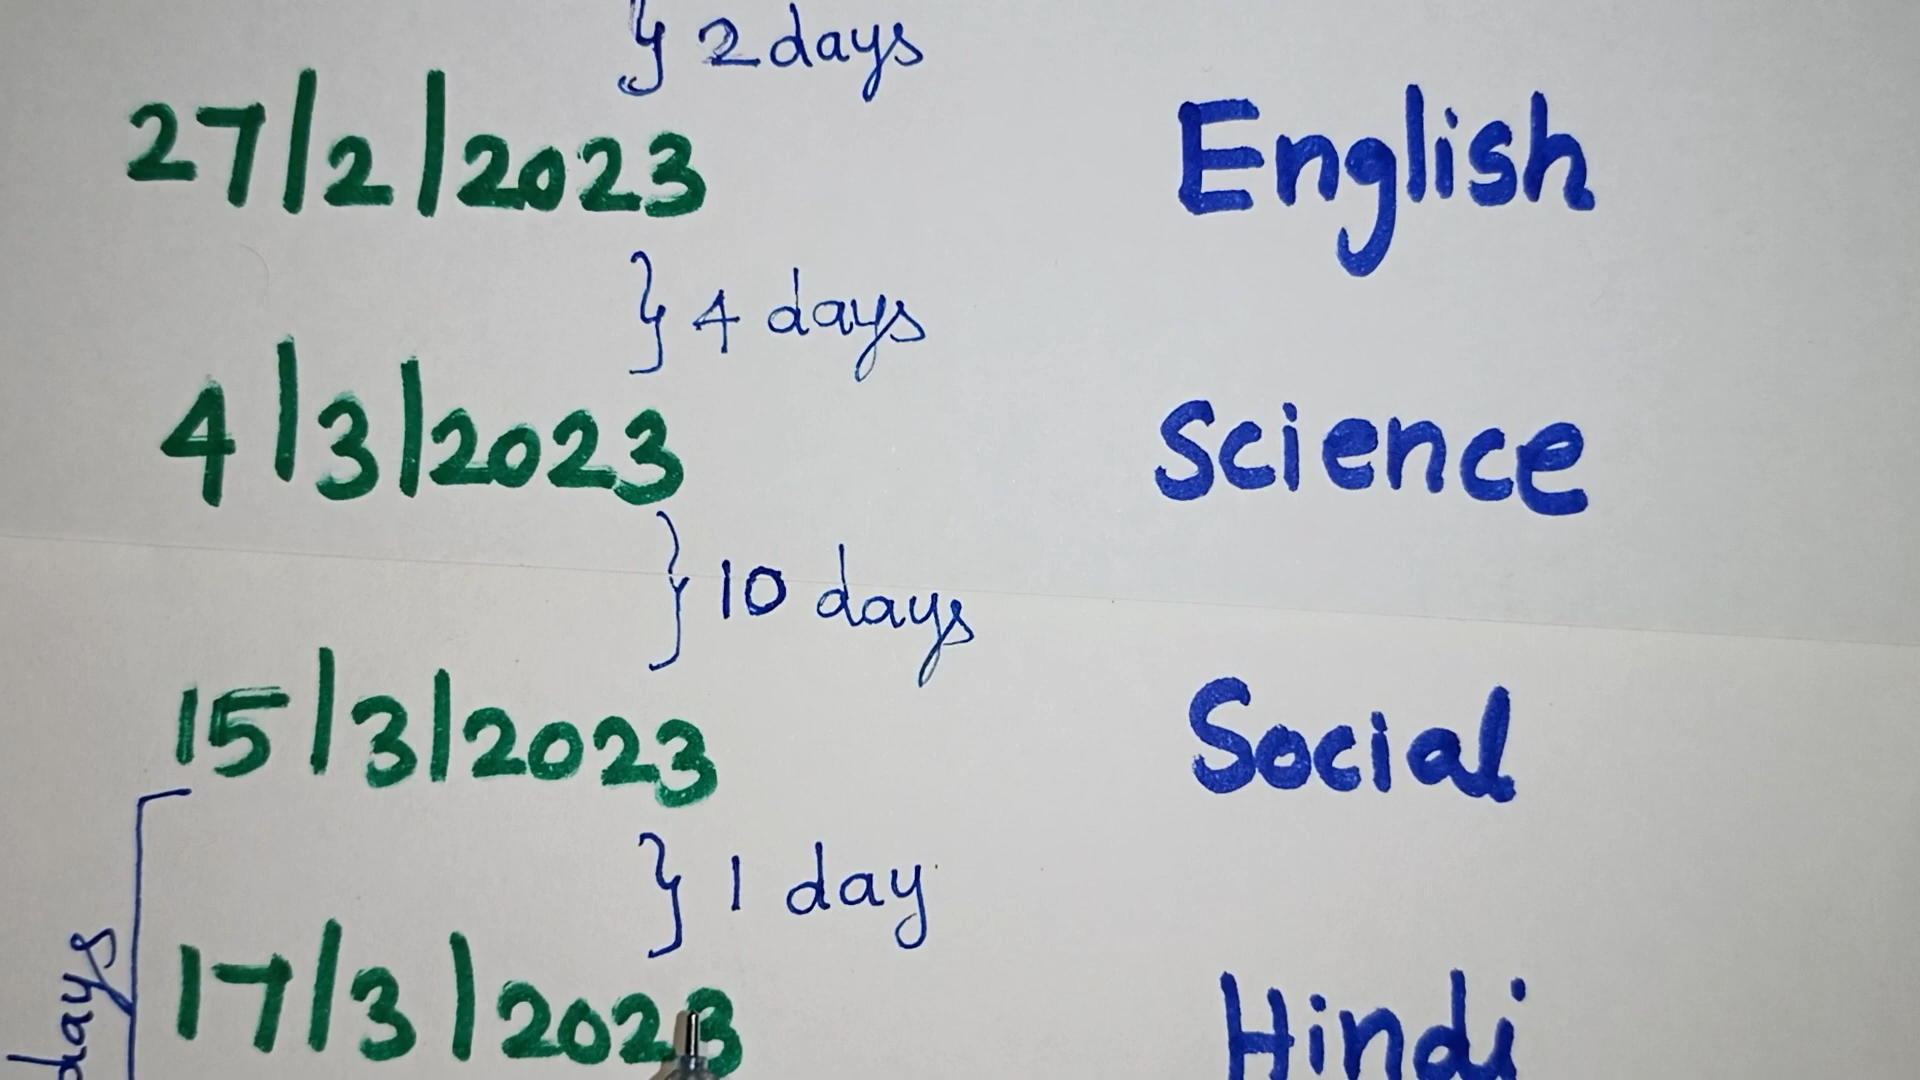 } 2 days
27/2/2023 English
} 4 days
4/3/2023 Science
} 10 days
15/3/2023 Social
} 1 day
17/3/2023 Hindi
days